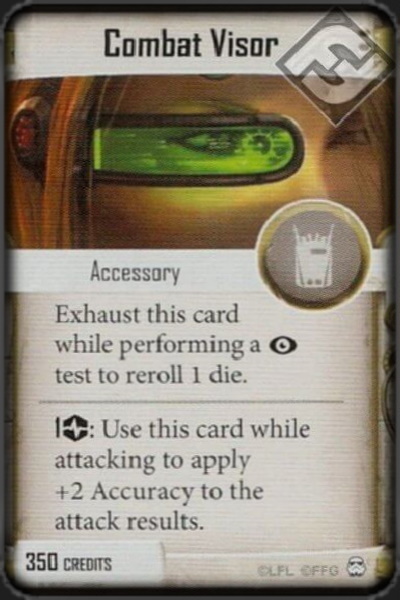 Combat Visor
Accessory
Exhaust this card
while performing a
test to reroll 1 die.
1: Use this card while
attacking to apply
+2 Accuracy to the
attack results.
350 CREDITS
©LFL ©FFG